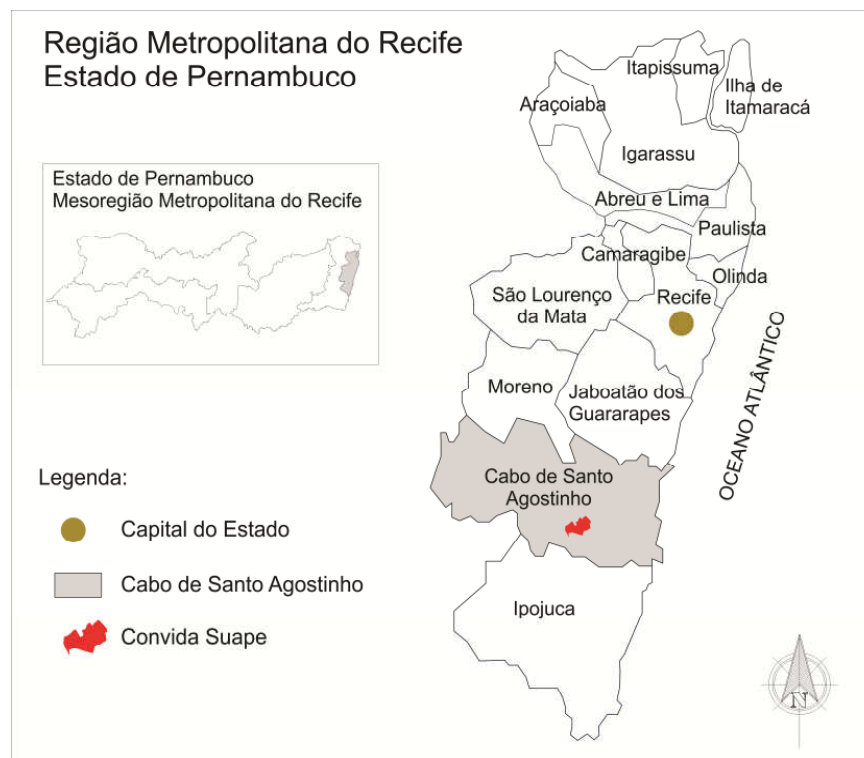 Região Metropolitana do Recife
Estado de Pernambuco
Estado de Pernambuco
Mesoregião Metropolitana do Recife
Itapissuma
Ilha de
Itamaracá
Araçoiaba
Igarassu
Abreu e Lima
Paulista
Camaragibe
Olinda
São Lourenço
da Mata
Recife
Moreno
Jaboatão dos
Guararapes
OCEANO ATLÂNTICO
Cabo de Santo
Agostinho
Ipojuca
Legenda:
Capital do Estado
Cabo de Santo Agostinho
Convida Suape
N